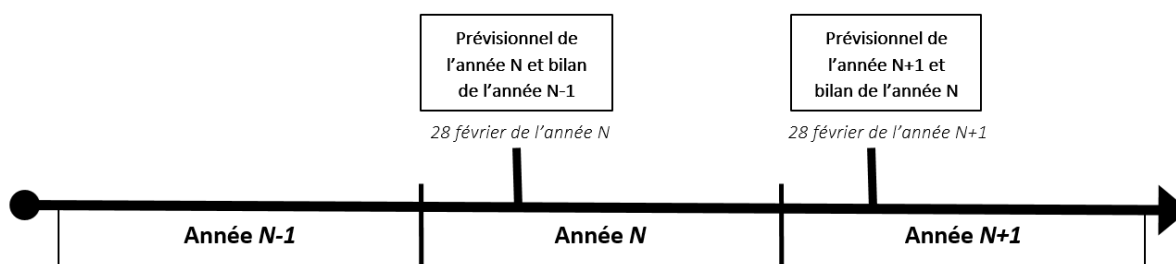 Prévisionnel de
l'année N et bilan
de l'année N-1
28 février de l'année N
Prévisionnel de
l'année N+1 et
bilan de l'année N
28 février de l'année N+1
Année N-1
Année N
Année N+1